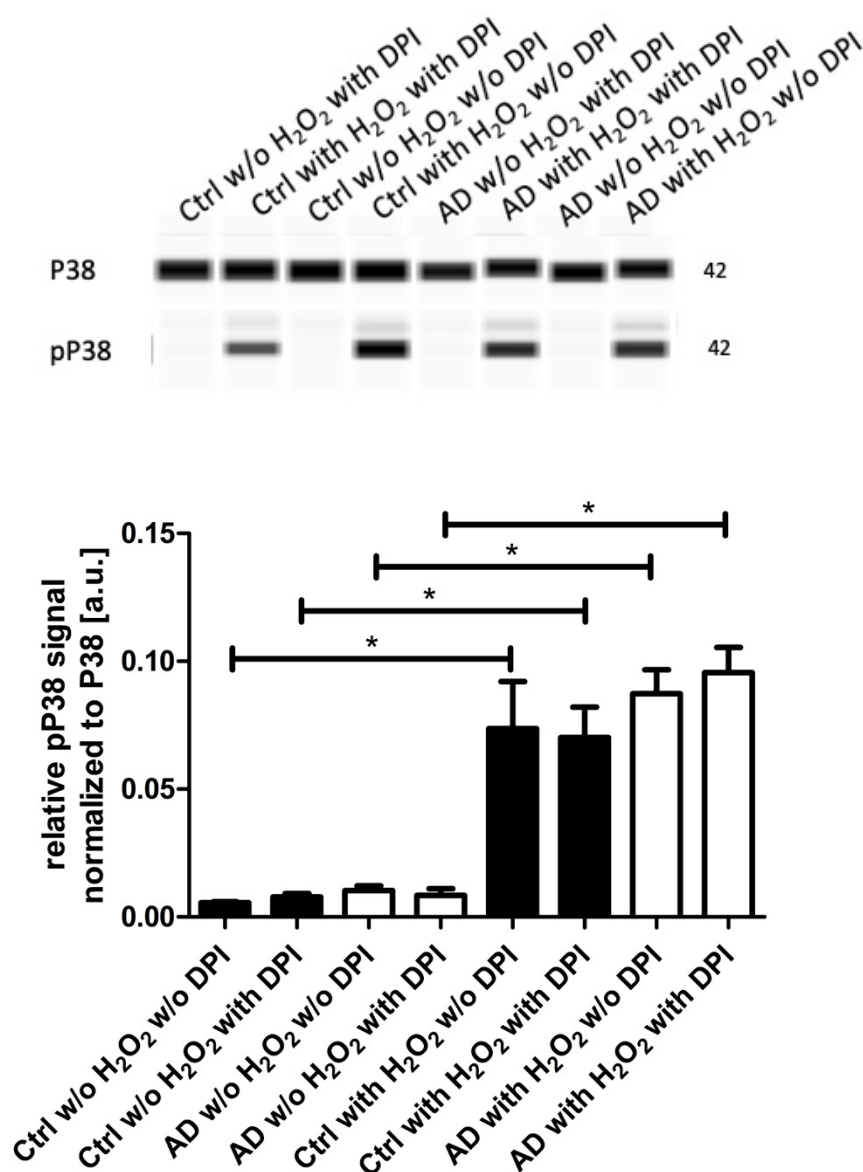 Ctrl w/o H₂O₂ with DPI
Ctrl with H₂O₂ with DPI
Ctrl w/o H₂O₂ w/o DPI
Ctrl with H₂O₂ w/o DPI
AD w/o H₂O₂ with DPI
AD with H₂O₂ with DPI
AD w/o H₂O₂ w/o DPI
AD with H₂O₂ w/o DPI
P38 42
pP38 42
relative pP38 signal
normalized to P38 [a.u.]
0.15
0.10
0.05
0.00
*
*
*
*
Ctrl w/o H₂O₂ w/o DPI
Ctrl w/o H₂O₂ with DPI
AD w/o H₂O₂ w/o DPI
AD w/o H₂O₂ with DPI
Ctrl with H₂O₂ w/o DPI
Ctrl with H₂O₂ with DPI
AD with H₂O₂ w/o DPI
AD with H₂O₂ with DPI